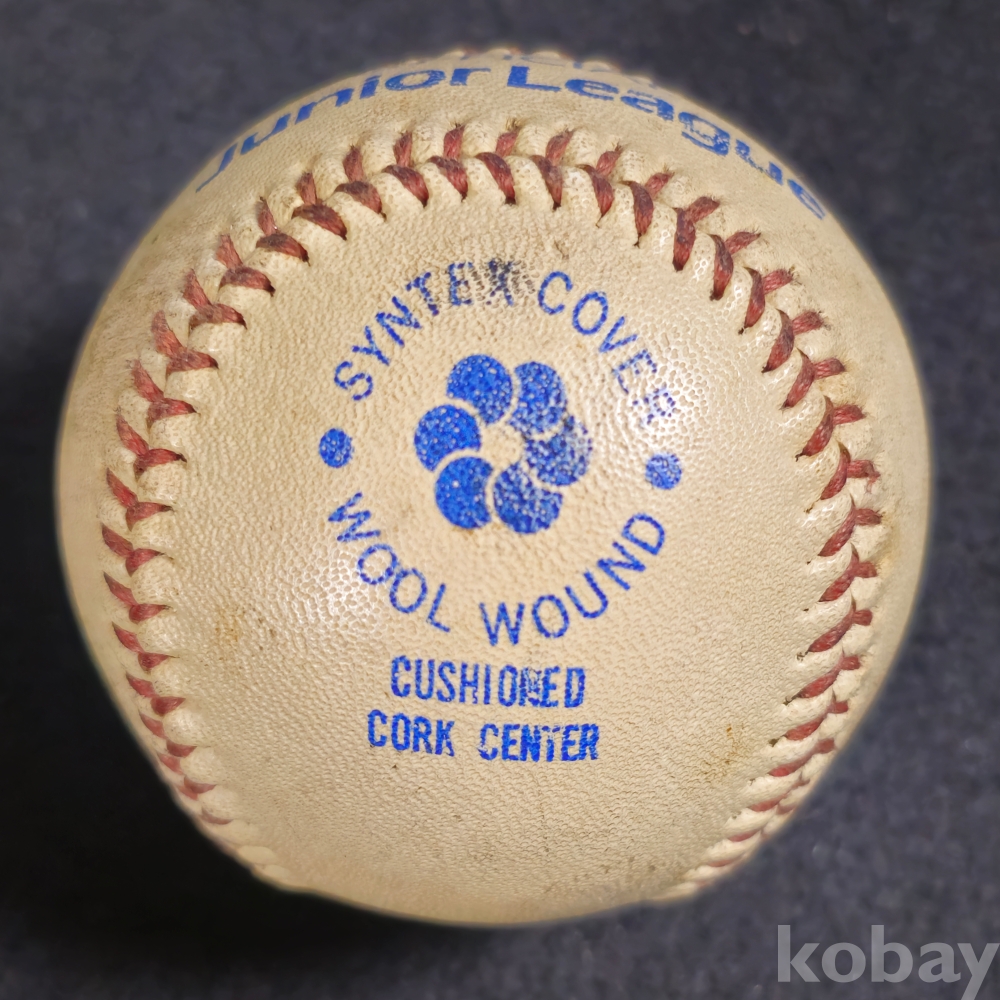 Junior League
SYNTEX COVER
WOOL WOUND
CUSHIONED
CORK CENTER
kobay